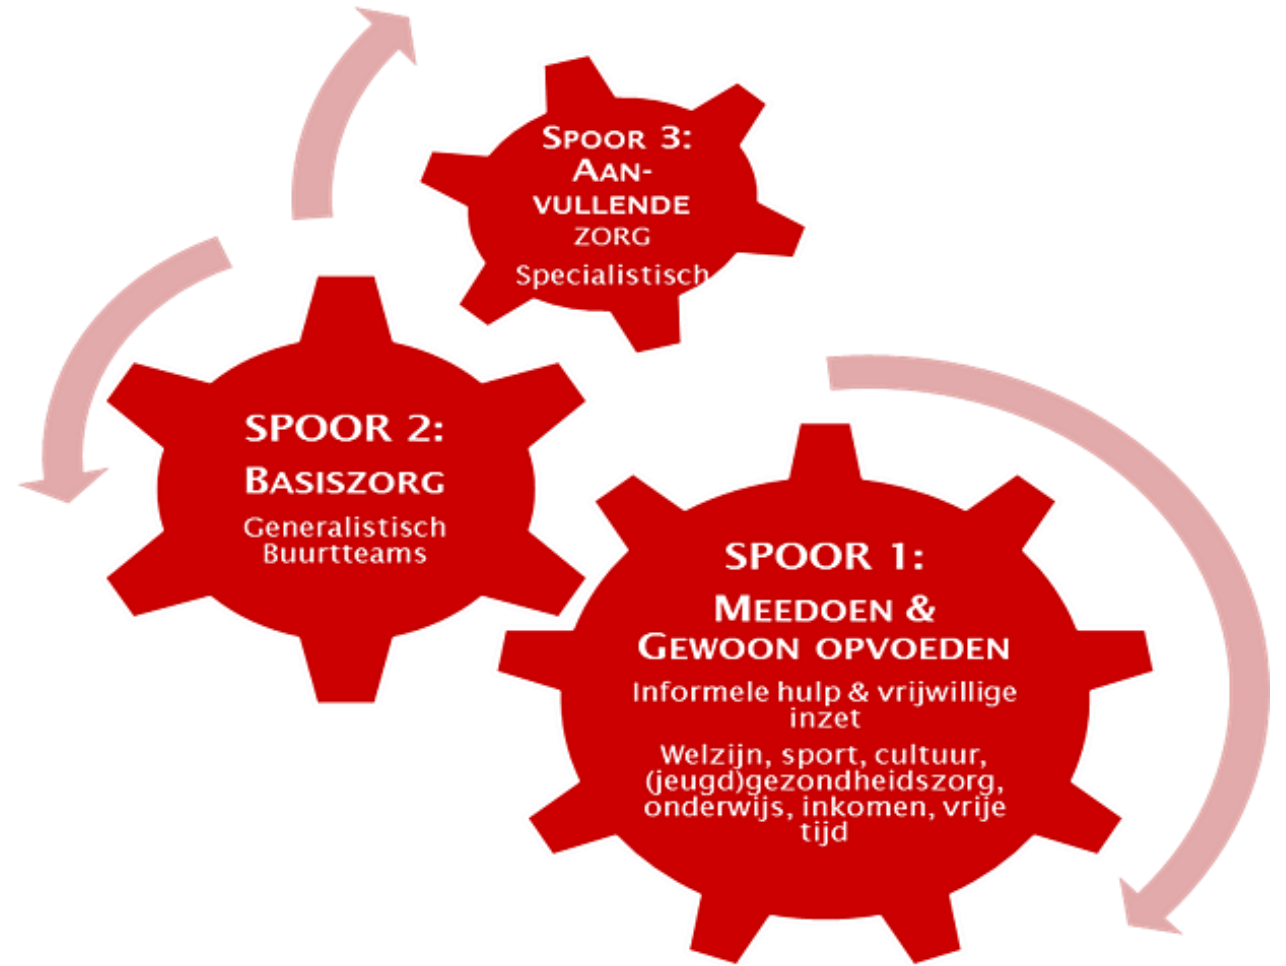 SPOOR 3:
AAN-
VULLENDE
ZORG
Specialistisch
SPOOR 2:
BASISZORG
Generalistisch
Buurtteams
SPOOR 1:
MEEDOEN &
GEWOON OPVOEDEN
Informele hulp & vrijwillige
inzet
Welzijn, sport, cultuur,
(jeugd)gezondheidszorg,
onderwijs, inkomen, vrije
tijd